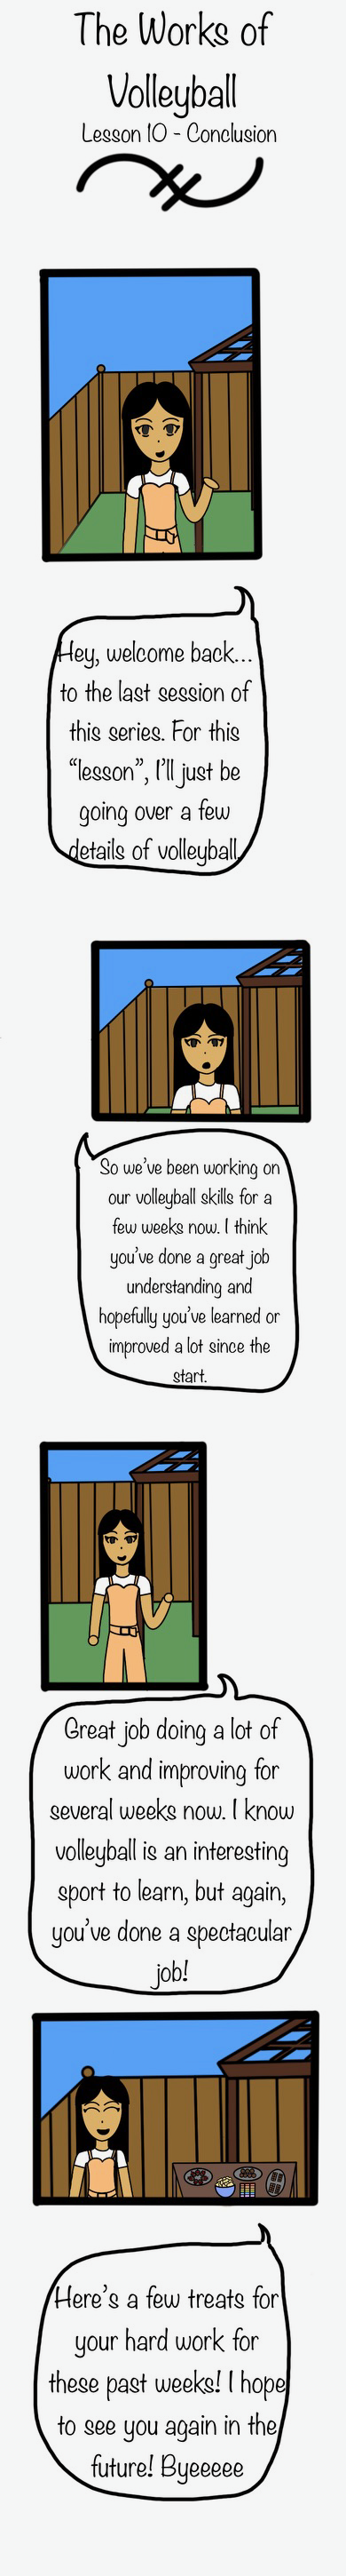 The Works of
Volleyball
Lesson 10 - Conclusion
Hey, welcome back...
to the last session of
this series. For this
“lesson”, I’ll just be
going over a few
details of volleyball.
So we’ve been working on
our volleyball skills for a
few weeks now. I think
you’ve done a great job
understanding and
hopefully you’ve learned or
improved a lot since the
start.
Great job doing a lot of
work and improving for
several weeks now. I know
volleyball is an interesting
sport to learn, but again,
you’ve done a spectacular
job!
Here’s a few treats for
your hard work for
these past weeks! I hope
to see you again in the
future! Byeeeee